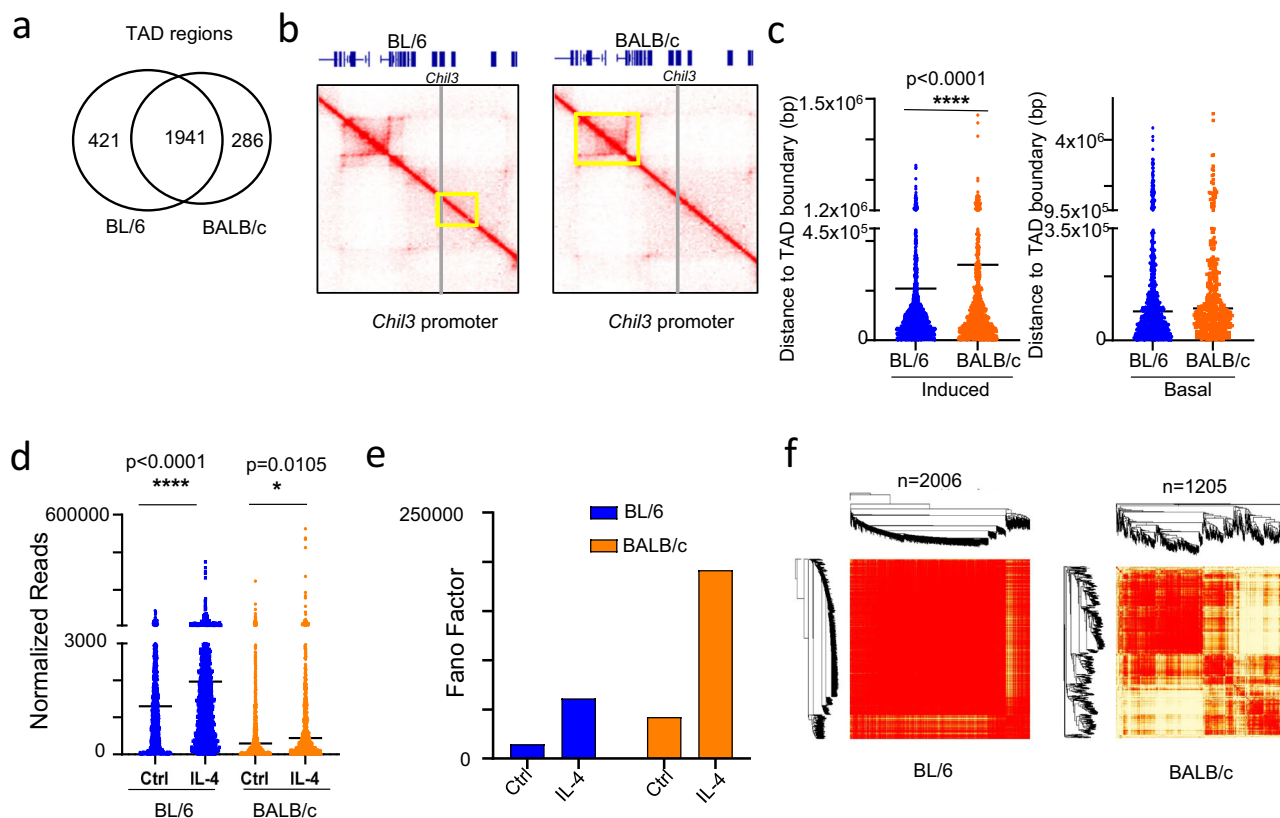 a
TAD regions
421
1941
286
BL/6
BALB/c
b
BL/6
BALB/c
Chil3
Chil3
Chil3 promoter
Chil3 promoter
c
p<0.0001
****
Distance to TAD boundary (bp)
1.5x10⁶
1.2x10⁶
4.5x10⁵
0
BL/6
BALB/c
Induced
Distance to TAD boundary (bp)
4x10⁶
9.5x10⁵
3.5x10⁵
0
BL/6
BALB/c
Basal
d
p<0.0001
****
p=0.0105
*
Normalized Reads
600000
3000
0
Ctrl
IL-4
Ctrl
IL-4
BL/6
BALB/c
e
Fano Factor
250000
0
BL/6
BALB/c
Ctrl
IL-4
Ctrl
IL-4
f
n=2006
n=1205
BL/6
BALB/c